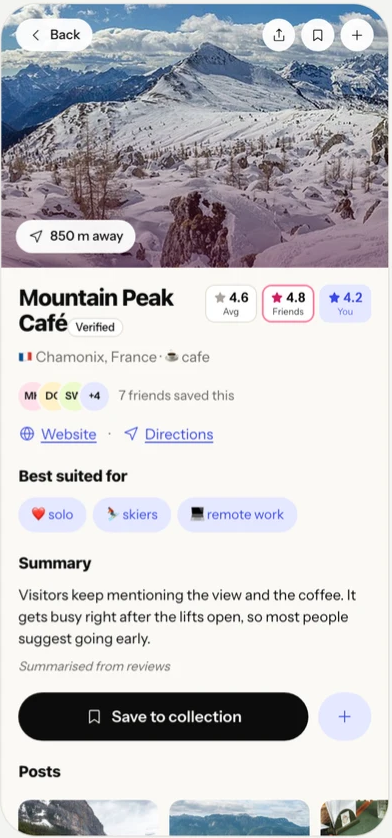 Back
850 m away
Mountain Peak
Café Verified
4.6
Avg
4.8
Friends
4.2
You
Chamonix, France · cafe
DC SV +4 7 friends saved this
Website · Directions
Best suited for
solo skiers remote work
Summary
Visitors keep mentioning the view and the coffee. It
gets busy right after the lifts open, so most people
suggest going early.
Summarised from reviews
Save to collection
Posts